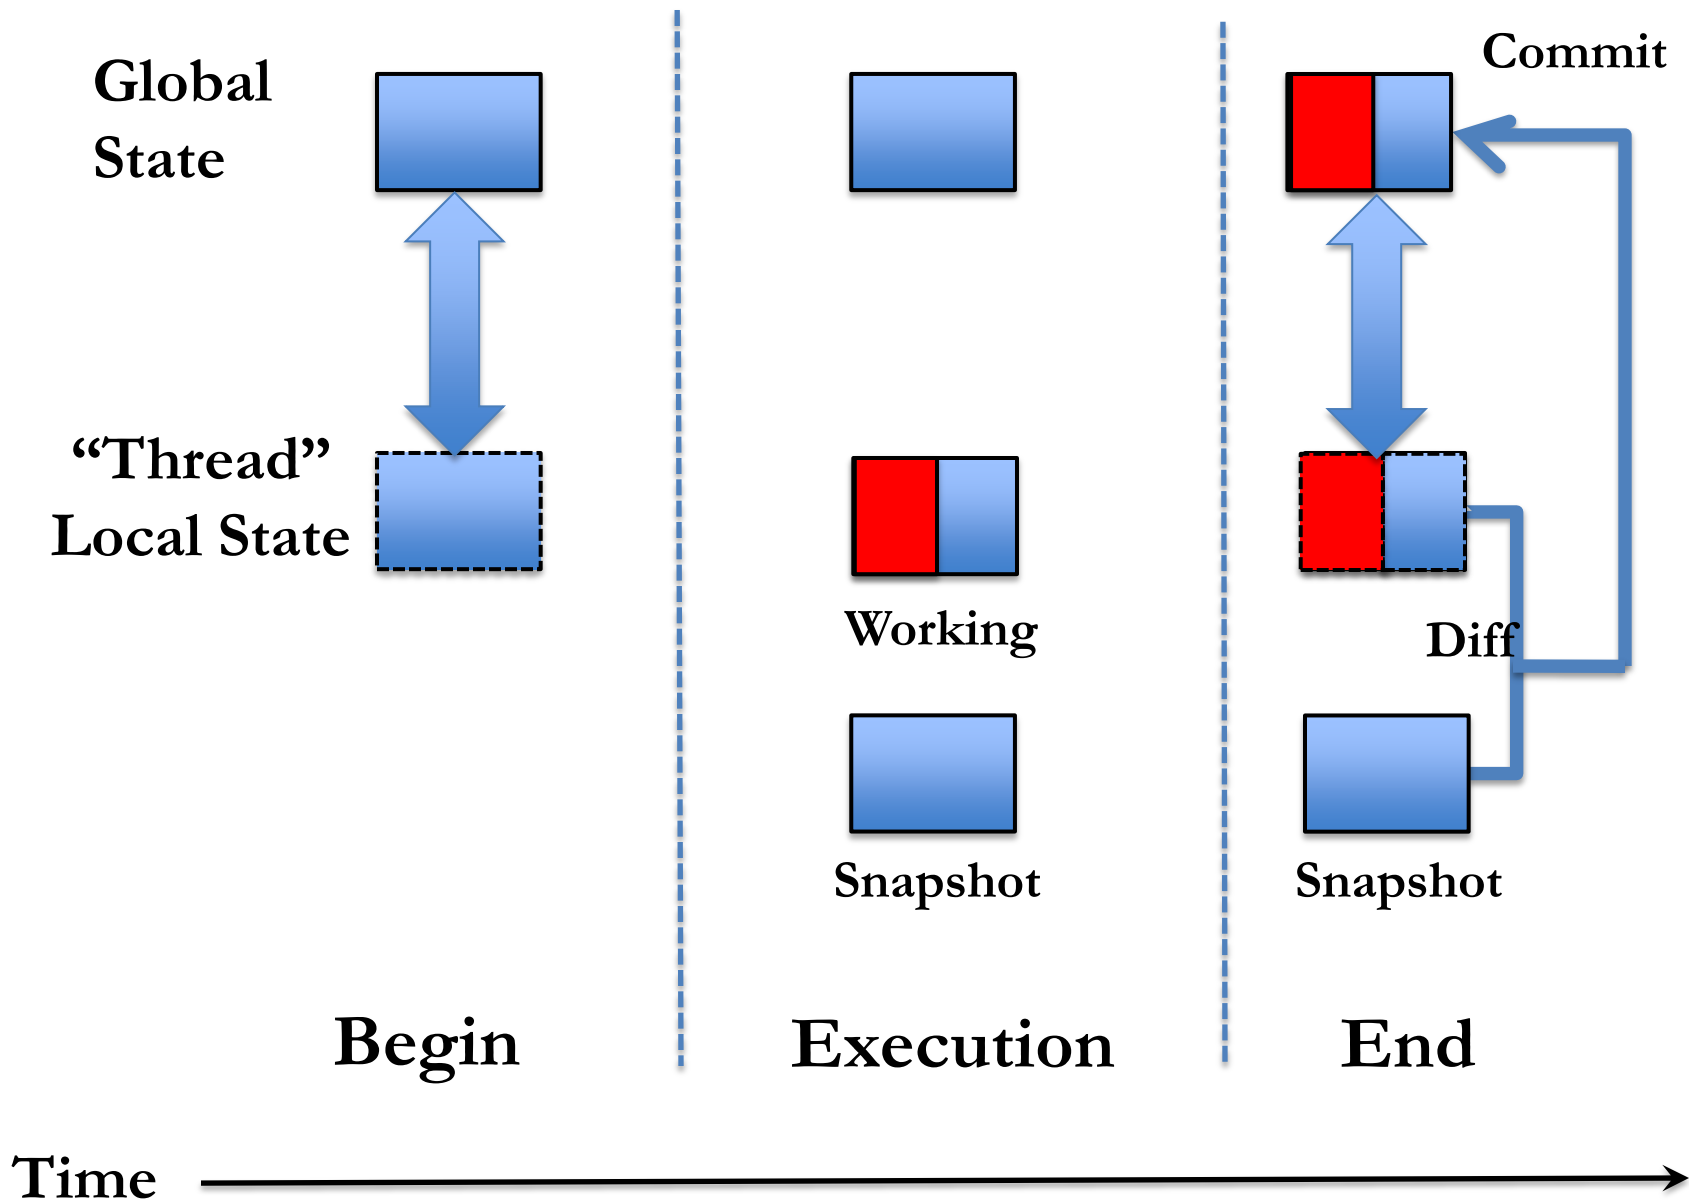 Commit
Global
State
“Thread”
Local State
Working
Diff
Snapshot
Snapshot
Begin
Execution
End
Time